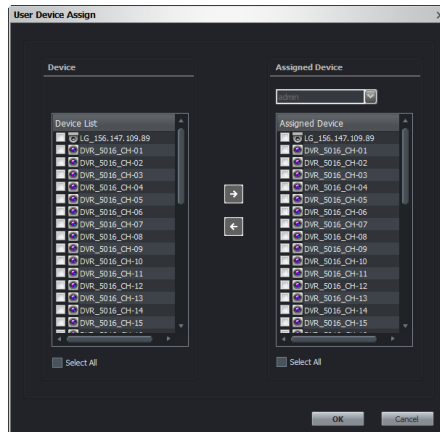 User Device Assign
Device
Assigned Device
admin
Device List
LG_156.147.109.89
DVR_5016_CH-01
DVR_5016_CH-02
DVR_5016_CH-03
DVR_5016_CH-04
DVR_5016_CH-05
DVR_5016_CH-06
DVR_5016_CH-07
DVR_5016_CH-08
DVR_5016_CH-09
DVR_5016_CH-10
DVR_5016_CH-11
DVR_5016_CH-12
DVR_5016_CH-13
DVR_5016_CH-14
DVR_5016_CH-15
Select All
Assigned Device
LG_156.147.109.89
DVR_5016_CH-01
DVR_5016_CH-02
DVR_5016_CH-03
DVR_5016_CH-04
DVR_5016_CH-05
DVR_5016_CH-06
DVR_5016_CH-07
DVR_5016_CH-08
DVR_5016_CH-09
DVR_5016_CH-10
DVR_5016_CH-11
DVR_5016_CH-12
DVR_5016_CH-13
DVR_5016_CH-14
DVR_5016_CH-15
Select All
OK
Cancel